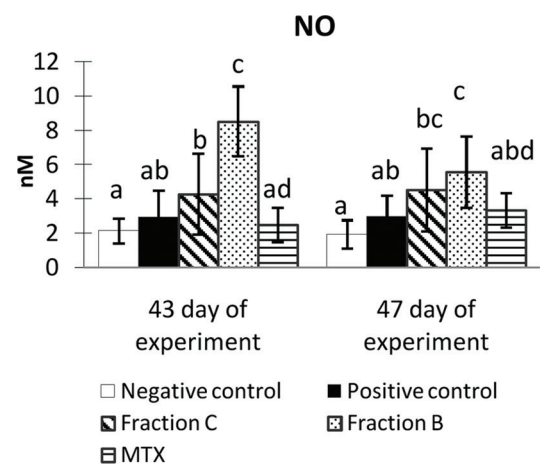 NO
12
10
8
6
4
2
0
nM
a
ab
b
c
ad
a
ab
bc
c
abd
43 day of
experiment
47 day of
experiment
Negative control
Positive control
Fraction C
Fraction B
MTX